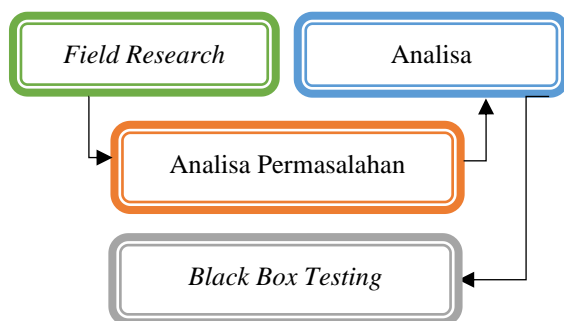 Field Research
Analisa
Analisa Permasalahan
Black Box Testing